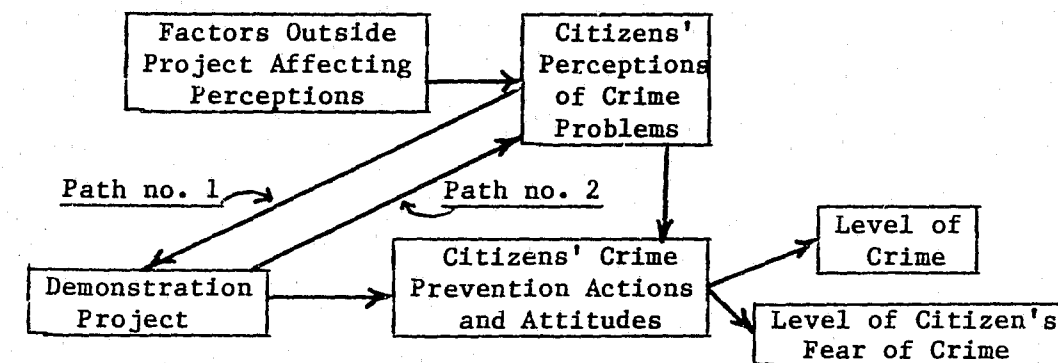 Factors Outside
Project Affecting
Perceptions
Citizens'
Perceptions
of Crime
Problems
Path no. 1
Path no. 2
Demonstration
Project
Citizens' Crime
Prevention Actions
and Attitudes
Level of
Crime
Level of Citizen's
Fear of Crime